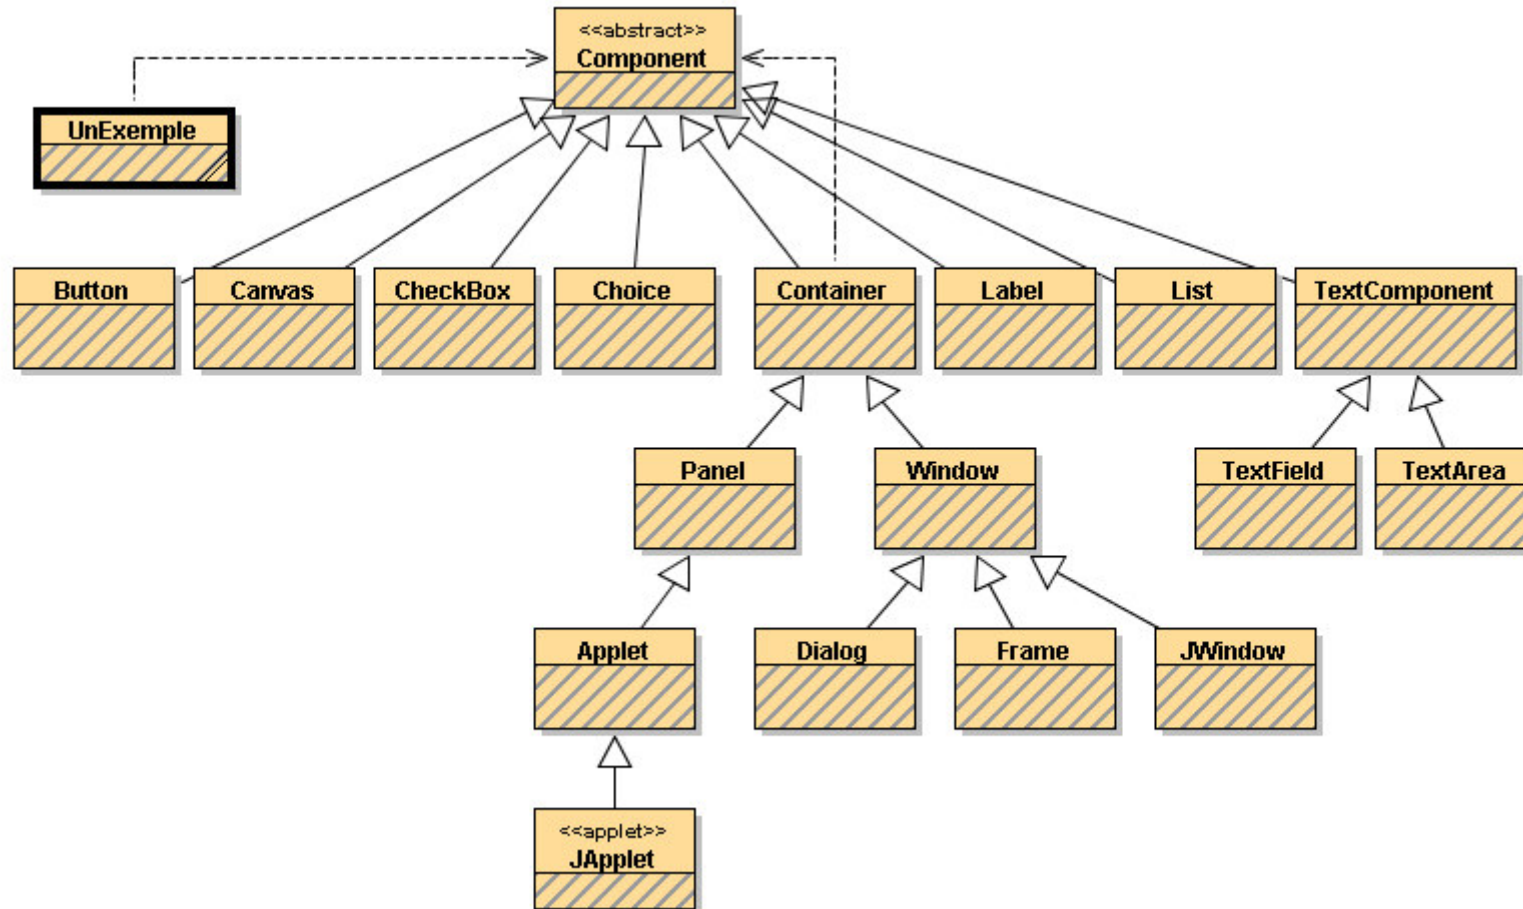 <<abstract>>
Component
UnExemple
Button
Canvas
CheckBox
Choice
Container
Label
List
TextComponent
Panel
Window
TextField
TextArea
Applet
Dialog
Frame
JWindow
<<applet>>
JApplet